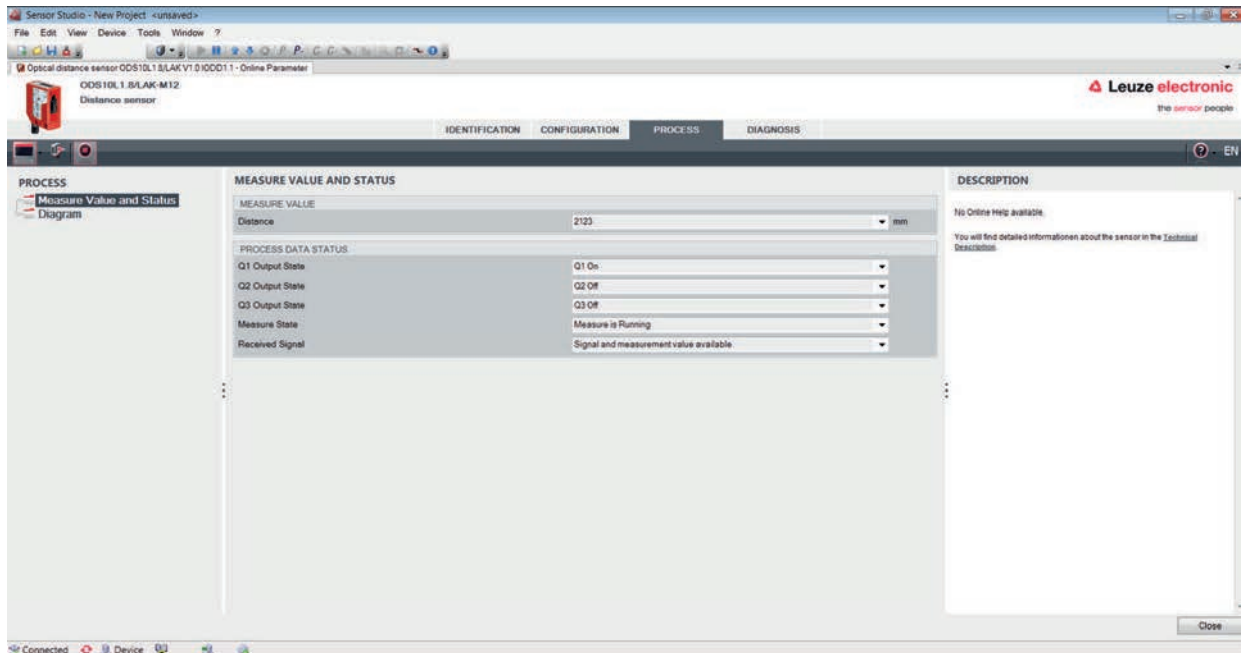 Sensor Studio - New Project <unsaved>
File Edit View Device Tools Window ?
Optical distance sensor ODS10L1.8/LAK V1.0 IODD1.1 - Online Parameter
ODS10L1.8/LAK-M12
Distance sensor
Leuze electronic
the sensor people
IDENTIFICATION CONFIGURATION PROCESS DIAGNOSIS
? EN
PROCESS
Measure Value and Status
Diagram
MEASURE VALUE AND STATUS
MEASURE VALUE
Distance 2123 mm
PROCESS DATA STATUS
Q1 Output State Q1 On
Q2 Output State Q2 Off
Q3 Output State Q3 Off
Measure State Measure is Running
Received Signal Signal and measurement value available
DESCRIPTION
No Online Help available.
You will find detailed informationen about the sensor in the Technical
Description.
Close
Connected Device